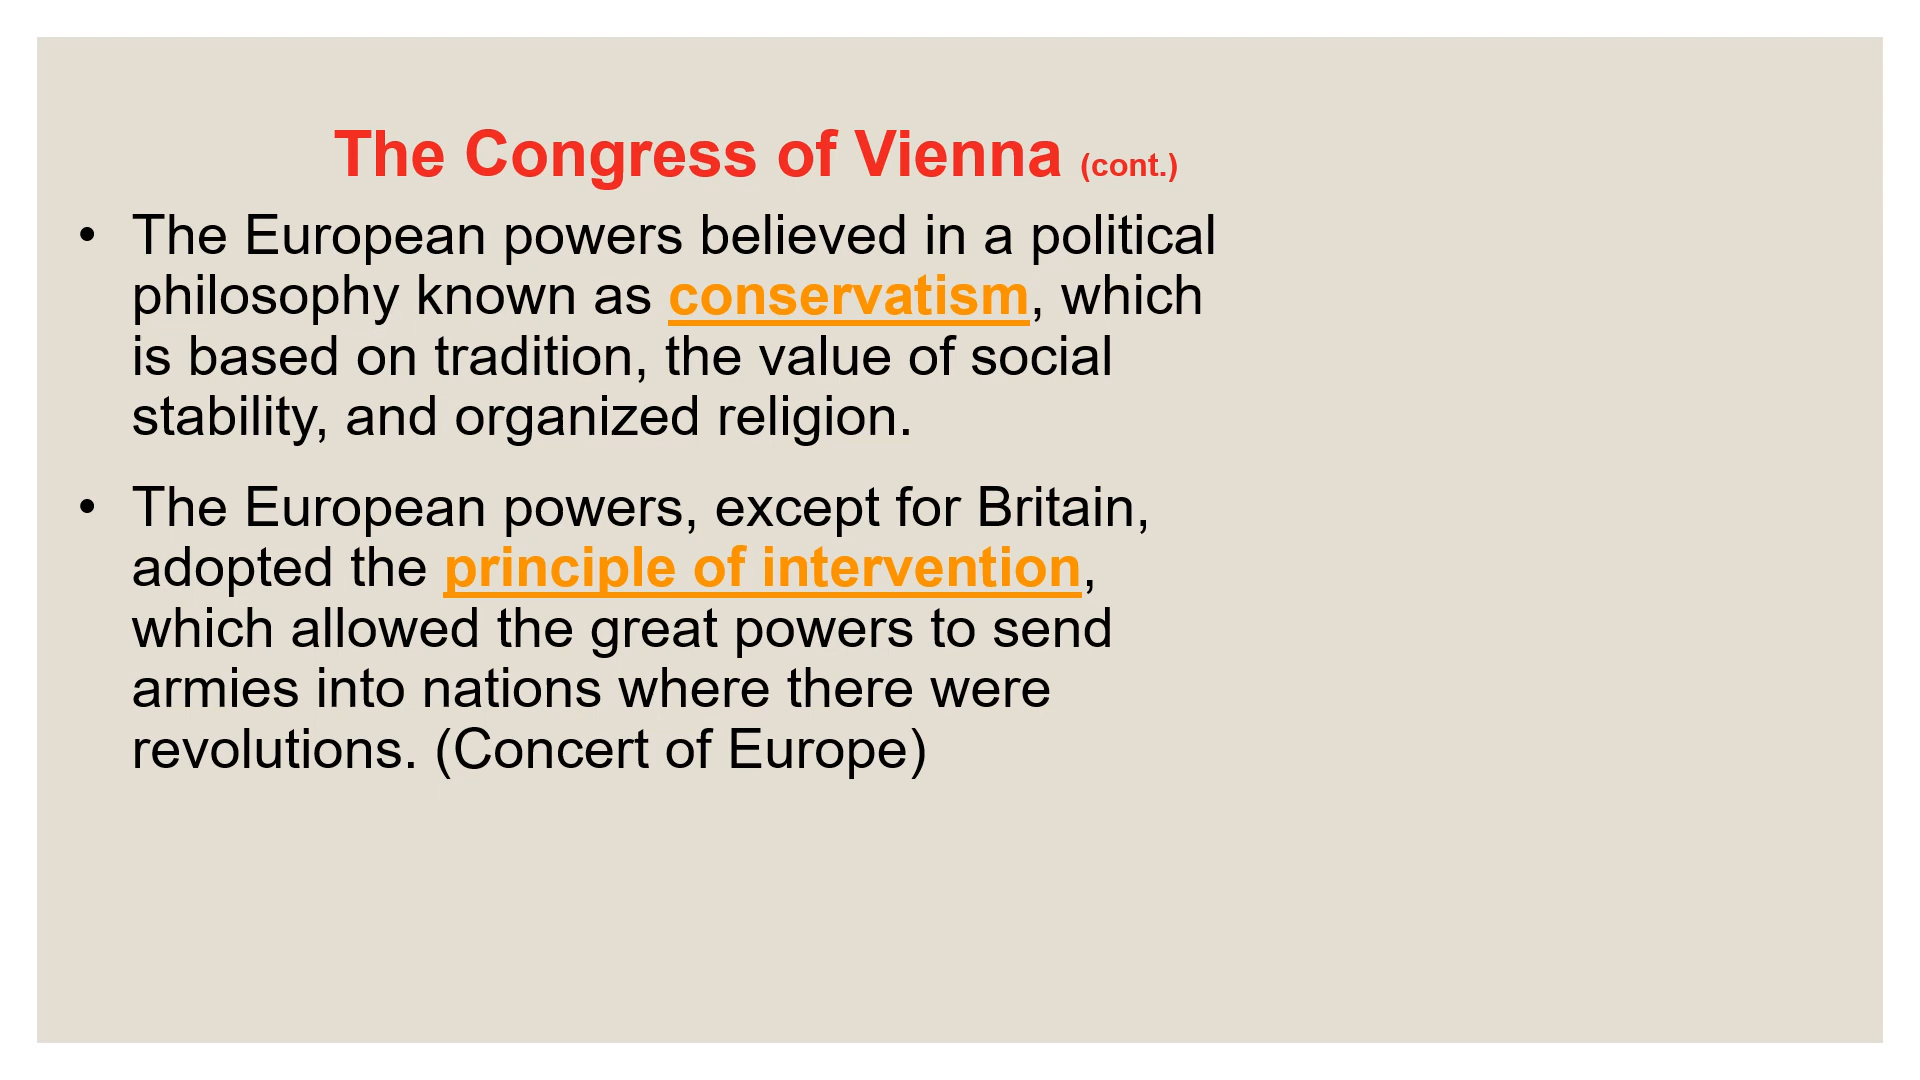 The Congress of Vienna (cont.)
• The European powers believed in a political
philosophy known as conservatism, which
is based on tradition, the value of social
stability, and organized religion.
• The European powers, except for Britain,
adopted the principle of intervention,
which allowed the great powers to send
armies into nations where there were
revolutions. (Concert of Europe)